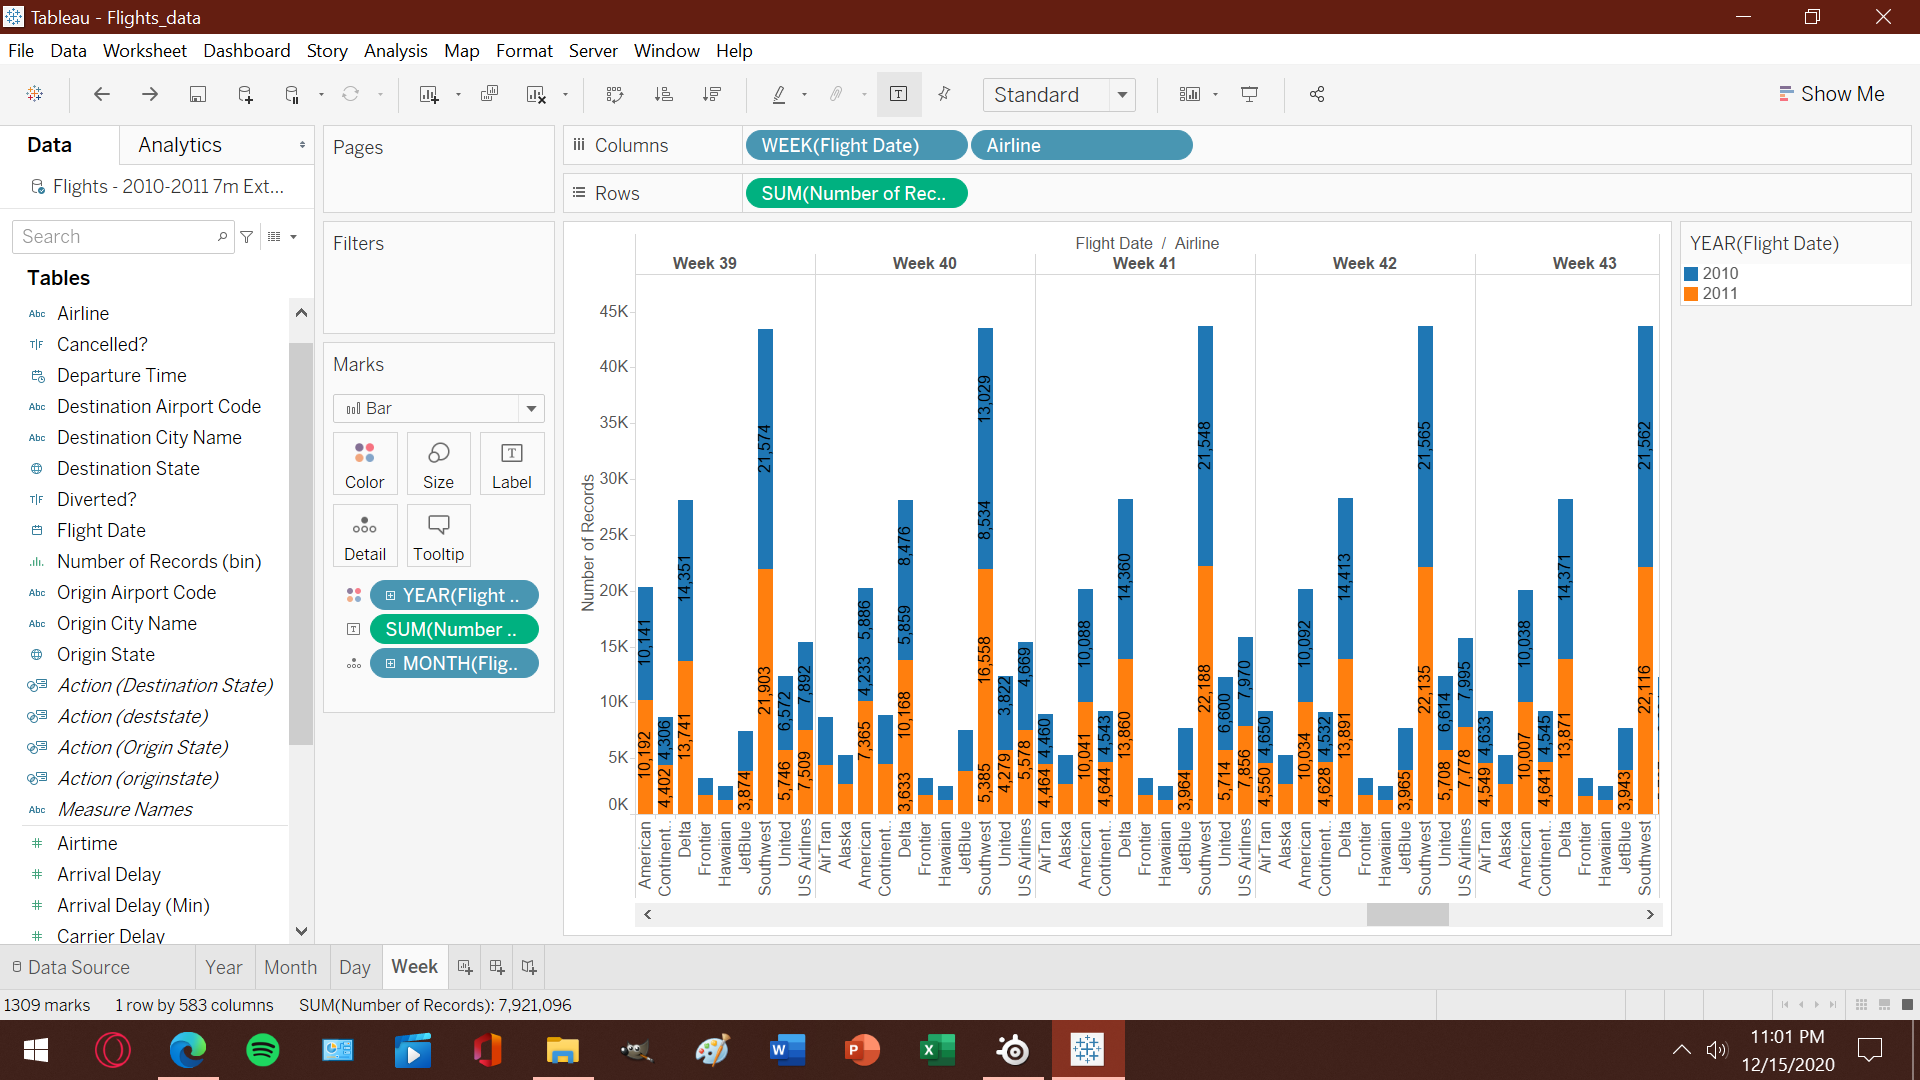 Tableau - Flights_data
File Data Worksheet Dashboard Story Analysis Map Format Server Window Help
Standard
Show Me
Data
Analytics
Flights - 2010-2011 7m Ext...
Search
Tables
Abc Airline
T|F Cancelled?
Departure Time
Abc Destination Airport Code
Abc Destination City Name
Destination State
T|F Diverted?
Flight Date
Number of Records (bin)
Abc Origin Airport Code
Abc Origin City Name
Origin State
Action (Destination State)
Action (deststate)
Action (Origin State)
Action (originstate)
Abc Measure Names
# Airtime
# Arrival Delay
# Arrival Delay (Min)
# Carrier Delay
Pages
Filters
Marks
Bar
Color Size Label
Detail Tooltip
YEAR(Flight ..
SUM(Number ..
MONTH(Flig..
Columns WEEK(Flight Date) Airline
Rows SUM(Number of Rec..
Flight Date / Airline
Week 39 Week 40 Week 41 Week 42 Week 43
Number of Records
45K
40K
35K
30K
25K
20K
15K
10K
5K
0K
10,141 4,306 14,351 21,574 6,572 7,892
10,192 4,402 13,741 3,874 21,903 5,746 7,509
5,886 4,233 8,476 5,859 13,029 8,534 3,822 4,669
7,365 10,168 3,633 16,558 5,385 4,279 5,578
4,460 10,088 4,543 14,360 21,548 6,600 7,970
4,464 10,041 4,644 13,860 3,964 22,188 5,714 7,856
4,650 10,092 4,532 14,413 21,565 6,614 7,995
4,550 10,034 4,628 13,891 3,965 22,135 5,708 7,778
4,633 10,038 4,545 14,371 21,562
4,549 10,007 4,641 13,871 3,943 22,116
American Continent.. Delta Frontier Hawaiian JetBlue Southwest United US Airlines
AirTran Alaska American Continent.. Delta Frontier Hawaiian JetBlue Southwest United US Airlines
AirTran Alaska American Continent.. Delta Frontier Hawaiian JetBlue Southwest United US Airlines
AirTran Alaska American Continent.. Delta Frontier Hawaiian JetBlue Southwest United US Airlines
AirTran Alaska American Continent.. Delta Frontier Hawaiian JetBlue Southwest
YEAR(Flight Date)
2010
2011
Data Source Year Month Day Week
1309 marks 1 row by 583 columns SUM(Number of Records): 7,921,096
11:01 PM
12/15/2020